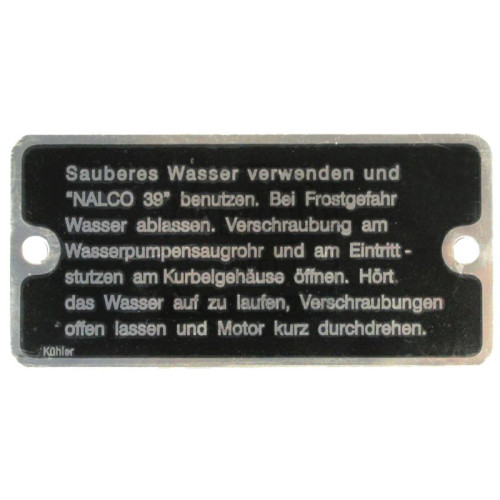 Sauberes Wasser verwenden und
"NALCO 39" benutzen. Bei Frostgefahr
Wasser ablassen. Verschraubung am
Wasserpumpensaugrohr und am Eintritt-
stutzen am Kurbelgehäuse öffnen. Hört
das Wasser auf zu laufen, Verschraubungen
offen lassen und Motor kurz durchdrehen.
Kühler